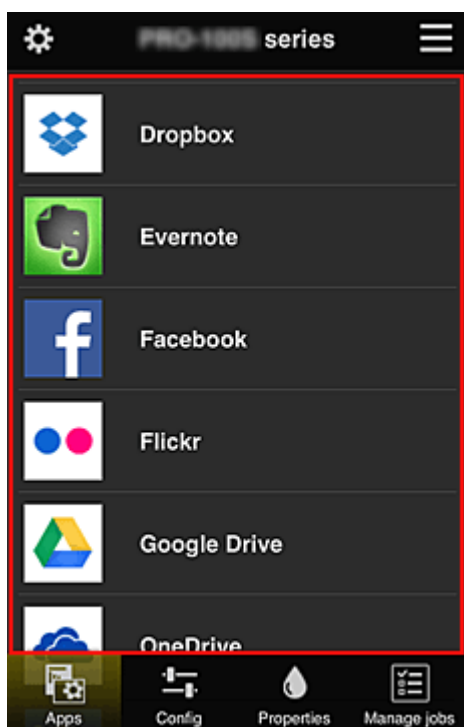 series
Dropbox
Evernote
Facebook
Flickr
Google Drive
OneDrive
Apps Config Properties Manage jobs